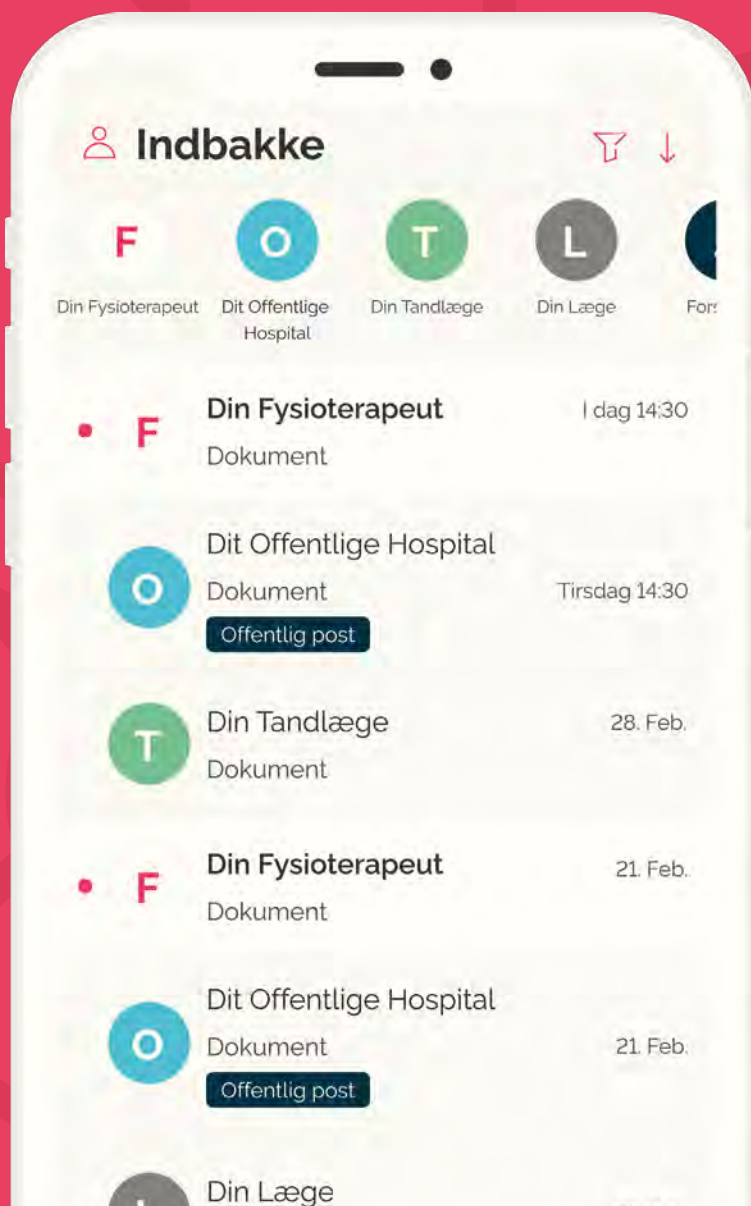 Indbakke
F
O
T
L
Din Fysioterapeut
Dit Offentlige
Hospital
Din Tandlæge
Din Læge
F
Din Fysioterapeut
I dag 14:30
Dokument
O
Dit Offentlige Hospital
Dokument
Tirsdag 14:30
Offentlig post
T
Din Tandlæge
28. Feb.
Dokument
F
Din Fysioterapeut
21. Feb.
Dokument
O
Dit Offentlige Hospital
Dokument
21. Feb.
Offentlig post
Din Læge